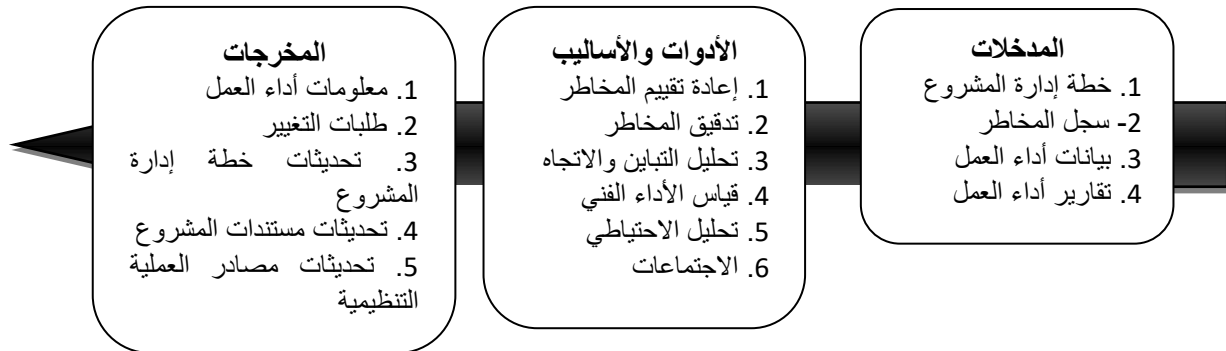 المدخلات
1. خطة إدارة المشروع
2- سجل المخاطر
3. بيانات أداء العمل
4. تقارير أداء العمل
الأدوات والأساليب
1. إعادة تقييم المخاطر
2. تدقيق المخاطر
3. تحليل التباين والاتجاه
4. قياس الأداء الفني
5. تحليل الاحتياطي
6. الاجتماعات
المخرجات
1. معلومات أداء العمل
2. طلبات التغيير
3. تحديثات خطة إدارة
المشروع
4. تحديثات مستندات المشروع
5. تحديثات مصادر العملية
التنظيمية